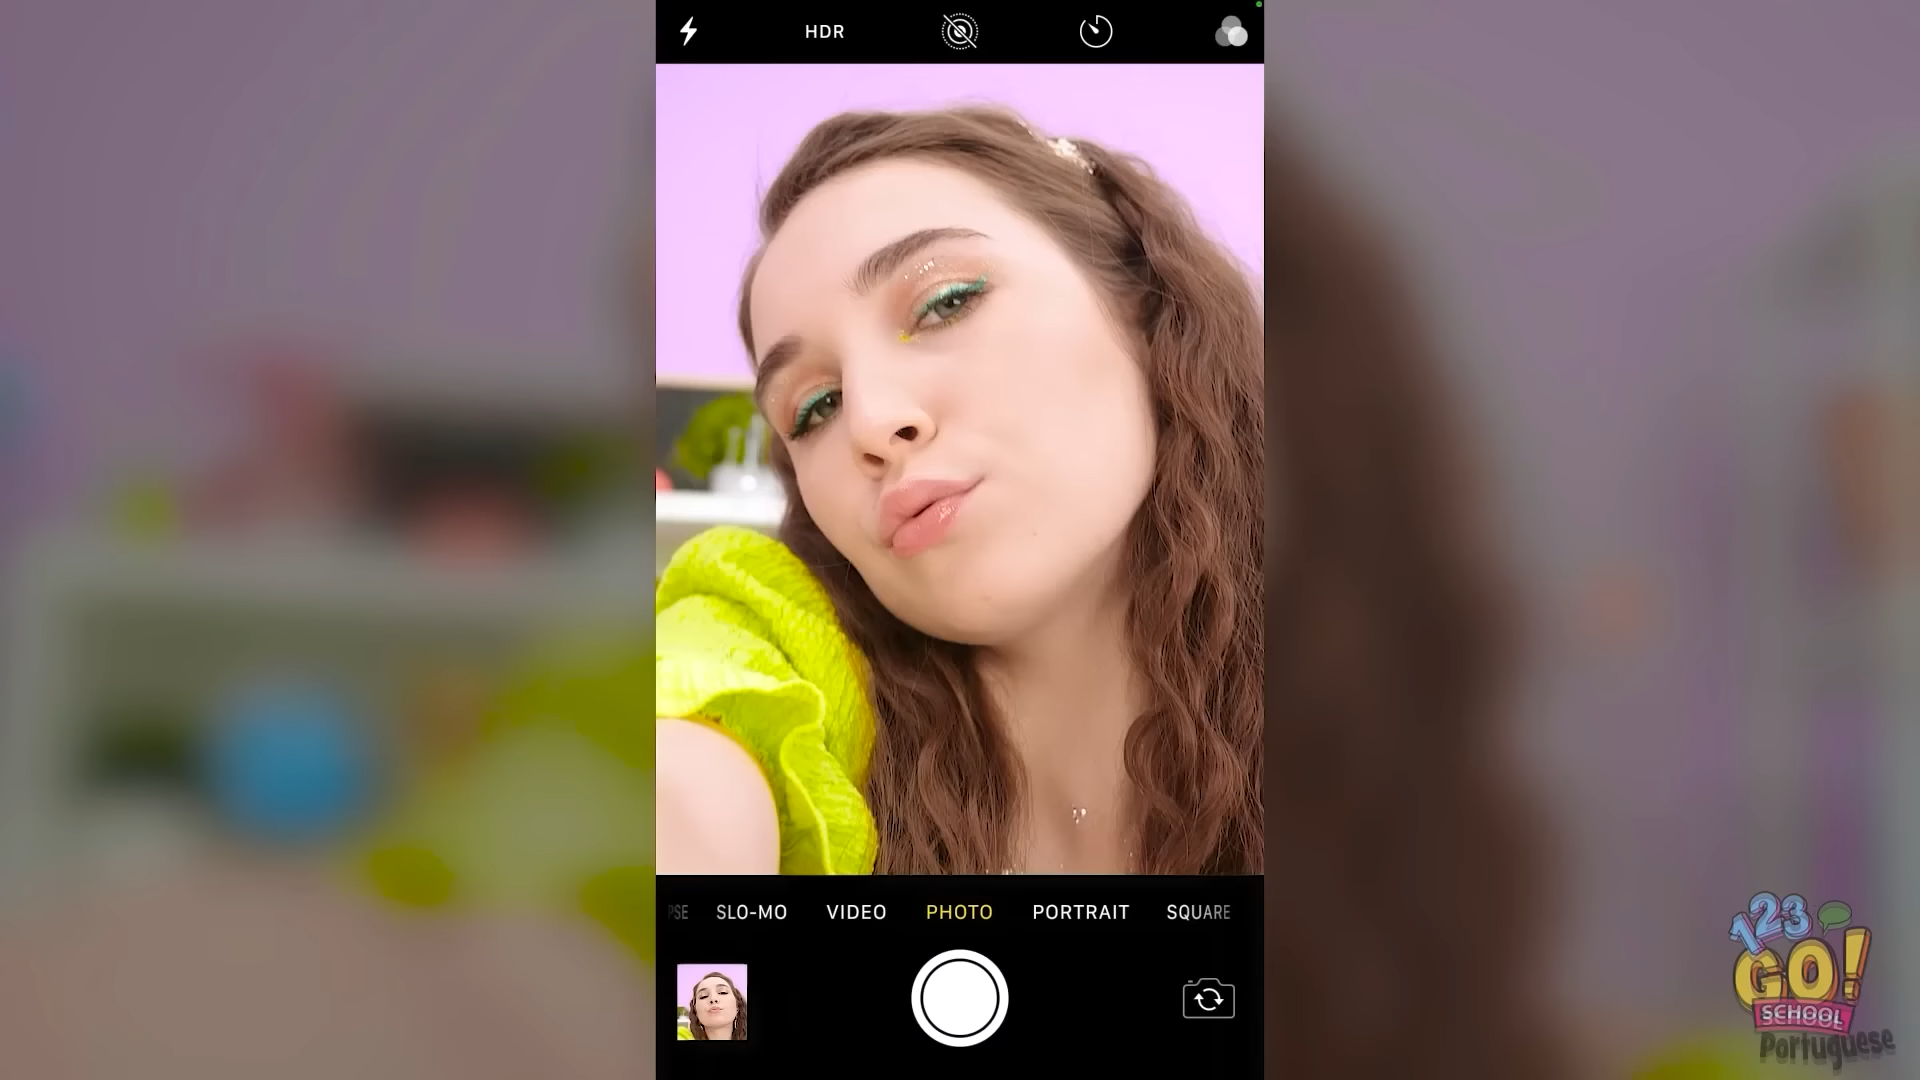 HDR
PSE SLO-MO VIDEO PHOTO PORTRAIT SQUARE
123
GO!
SCHOOL
Portuguese